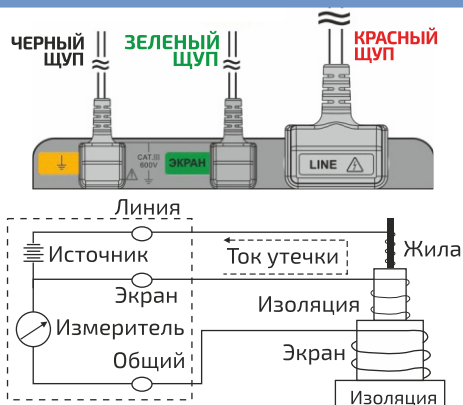 ЧЕРНЫЙ
ЩУП
ЗЕЛЕНЫЙ
ЩУП
КРАСНЫЙ
ЩУП
CAT.III
600V
ЭКРАН
LINE
Линия
Источник
Ток утечки
Жила
Экран
Изоляция
Измеритель
Экран
Общий
Изоляция